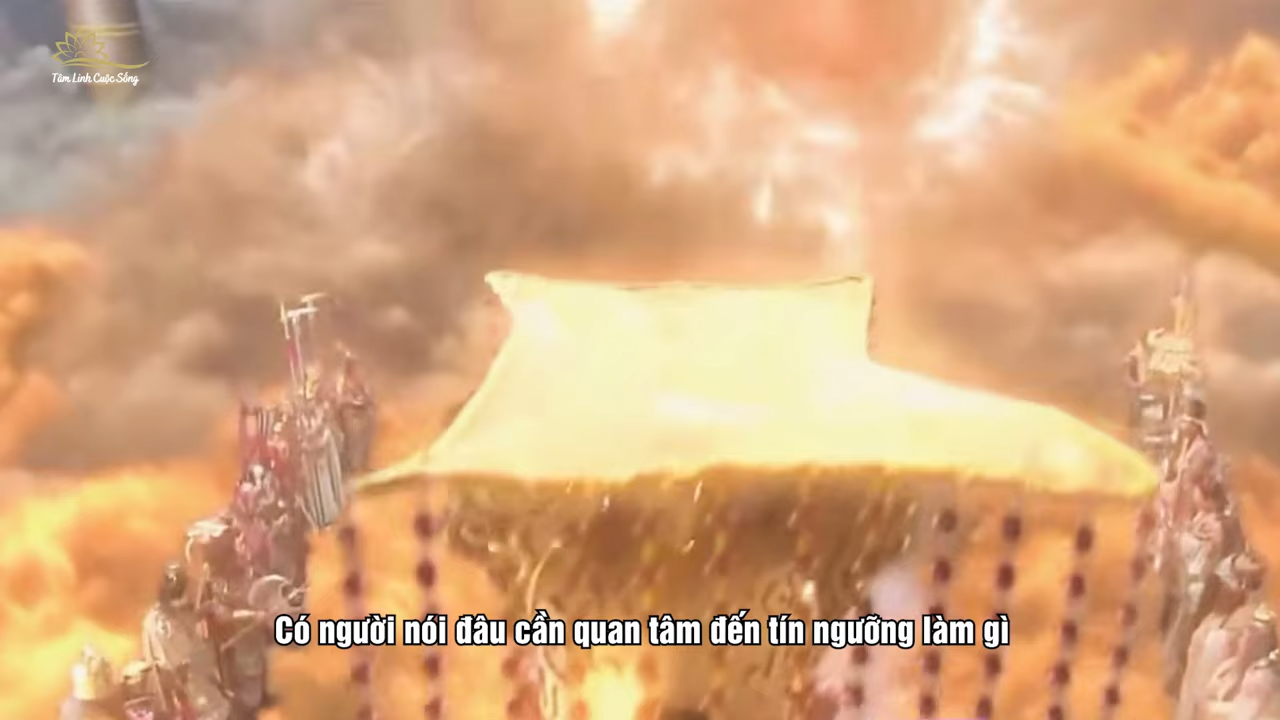 Tâm Linh Cuộc Sống
Có người nói đâu cần quan tâm đến tín ngưỡng làm gì